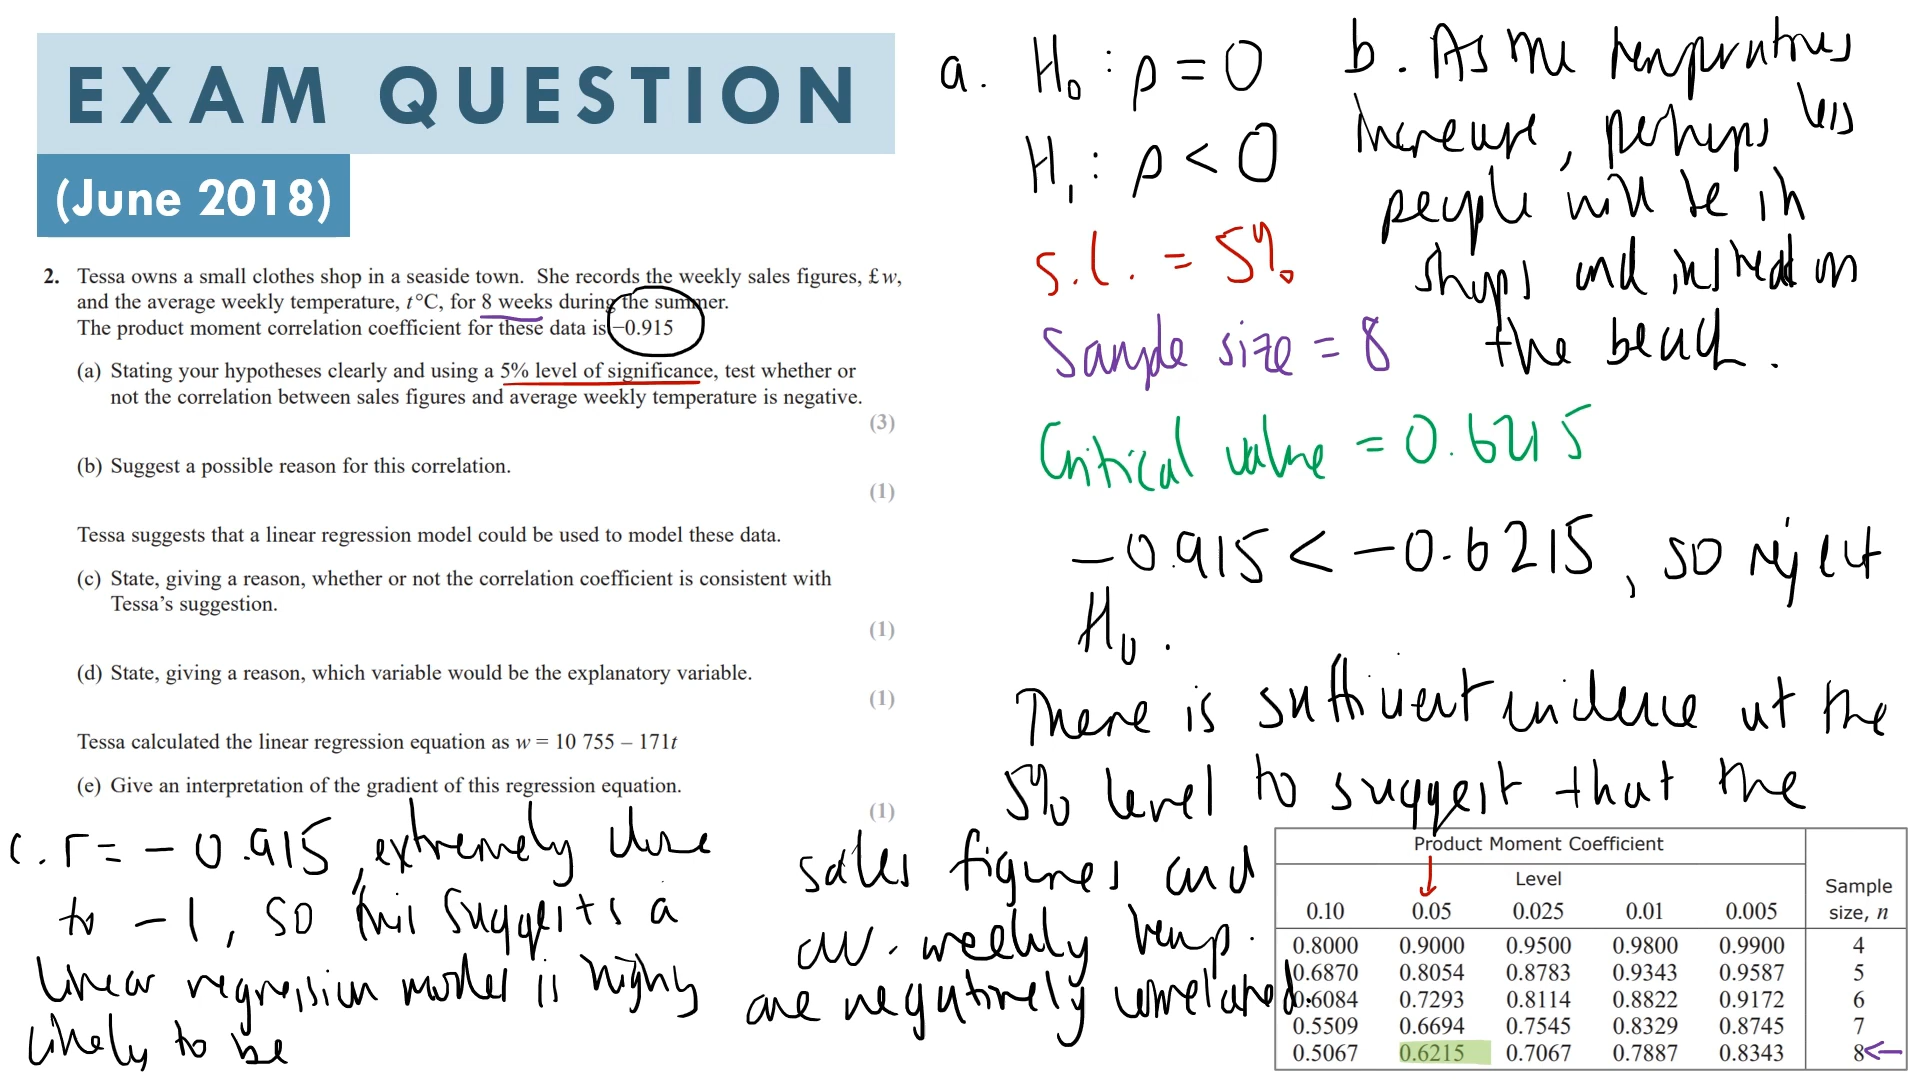 EXAM QUESTION
(June 2018)
2. Tessa owns a small clothes shop in a seaside town. She records the weekly sales figures, £w,
and the average weekly temperature, t°C, for 8 weeks during the summer.
The product moment correlation coefficient for these data is −0.915
(a) Stating your hypotheses clearly and using a 5% level of significance, test whether or
not the correlation between sales figures and average weekly temperature is negative.
(3)
(b) Suggest a possible reason for this correlation.
(1)
Tessa suggests that a linear regression model could be used to model these data.
(c) State, giving a reason, whether or not the correlation coefficient is consistent with
Tessa's suggestion.
(1)
(d) State, giving a reason, which variable would be the explanatory variable.
(1)
Tessa calculated the linear regression equation as w = 10 755 – 171t
(e) Give an interpretation of the gradient of this regression equation.
(1)
a. H₀ : ρ = 0
H₁ : ρ < 0
s.l. = 5%
Sample size = 8
Critical value = 0.6215
−0.915 < −0.6215, so reject
H₀.
There is sufficient evidence at the
5% level to suggest that the
sales figures and
av. weekly temp.
are negatively correlated.
b. As the temperatures
increase, perhaps less
people will be in
shops and instead on
the beach.
c. r = −0.915, extremely close
to −1, so this suggests a
linear regression model is highly
likely to be
Product Moment Coefficient
Level
Sample
size, n
0.10 0.05 0.025 0.01 0.005
0.8000 0.9000 0.9500 0.9800 0.9900 4
0.6870 0.8054 0.8783 0.9343 0.9587 5
0.6084 0.7293 0.8114 0.8822 0.9172 6
0.5509 0.6694 0.7545 0.8329 0.8745 7
0.5067 0.6215 0.7067 0.7887 0.8343 8